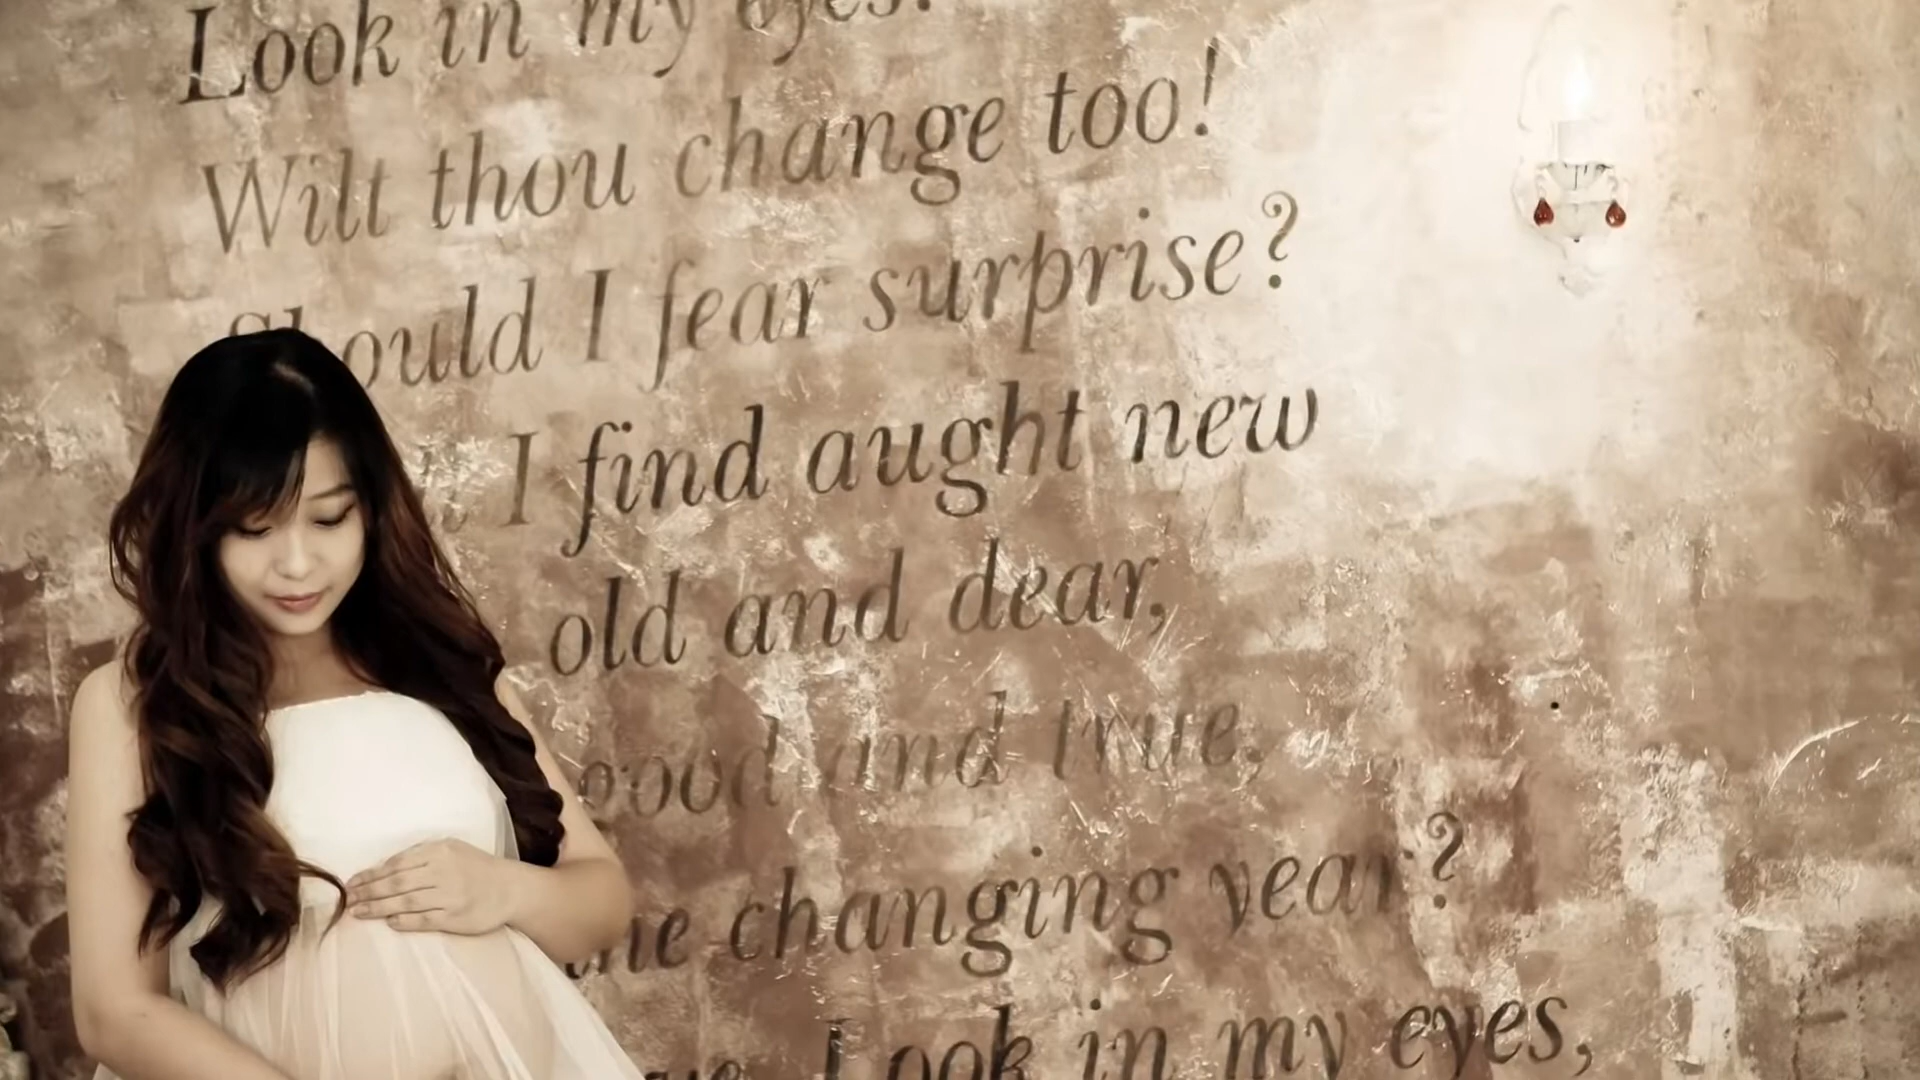 Look in my eyes!
Wilt thou change too!
Should I fear surprise?
I find aught new
old and dear,
good and true,
the changing year?
Look in my eyes,